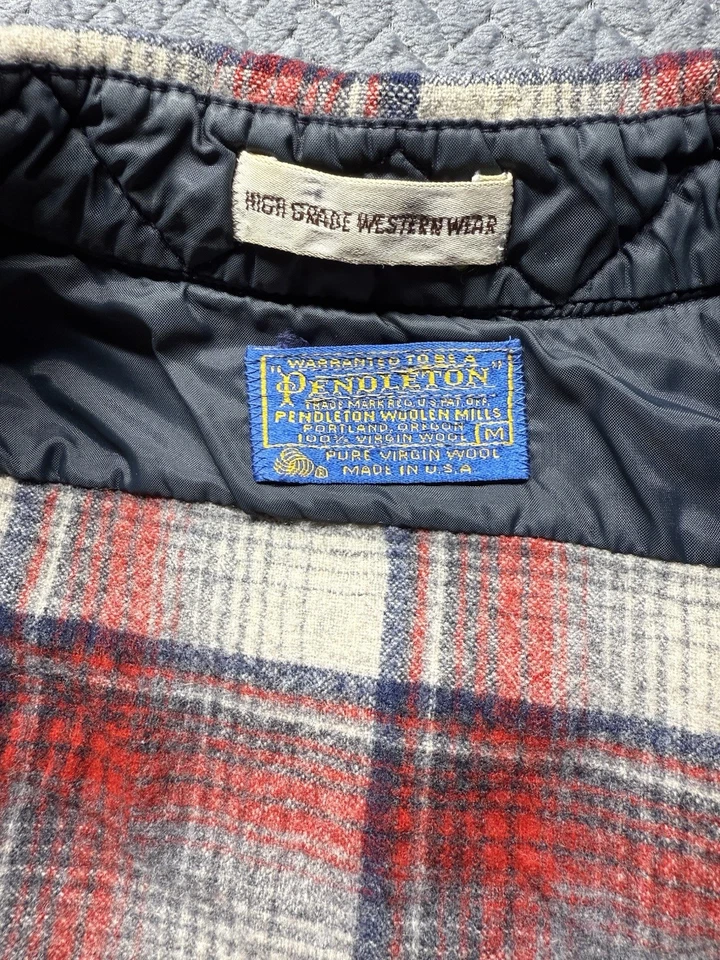 HIGH GRADE WESTERN WEAR
"WARRANTED TO BE A"
PENDLETON
TRADE MARK REG. U.S. PAT. OFF.
PENDLETON WOOLEN MILLS
PORTLAND, OREGON
100% VIRGIN WOOL M
PURE VIRGIN WOOL
MADE IN U.S.A